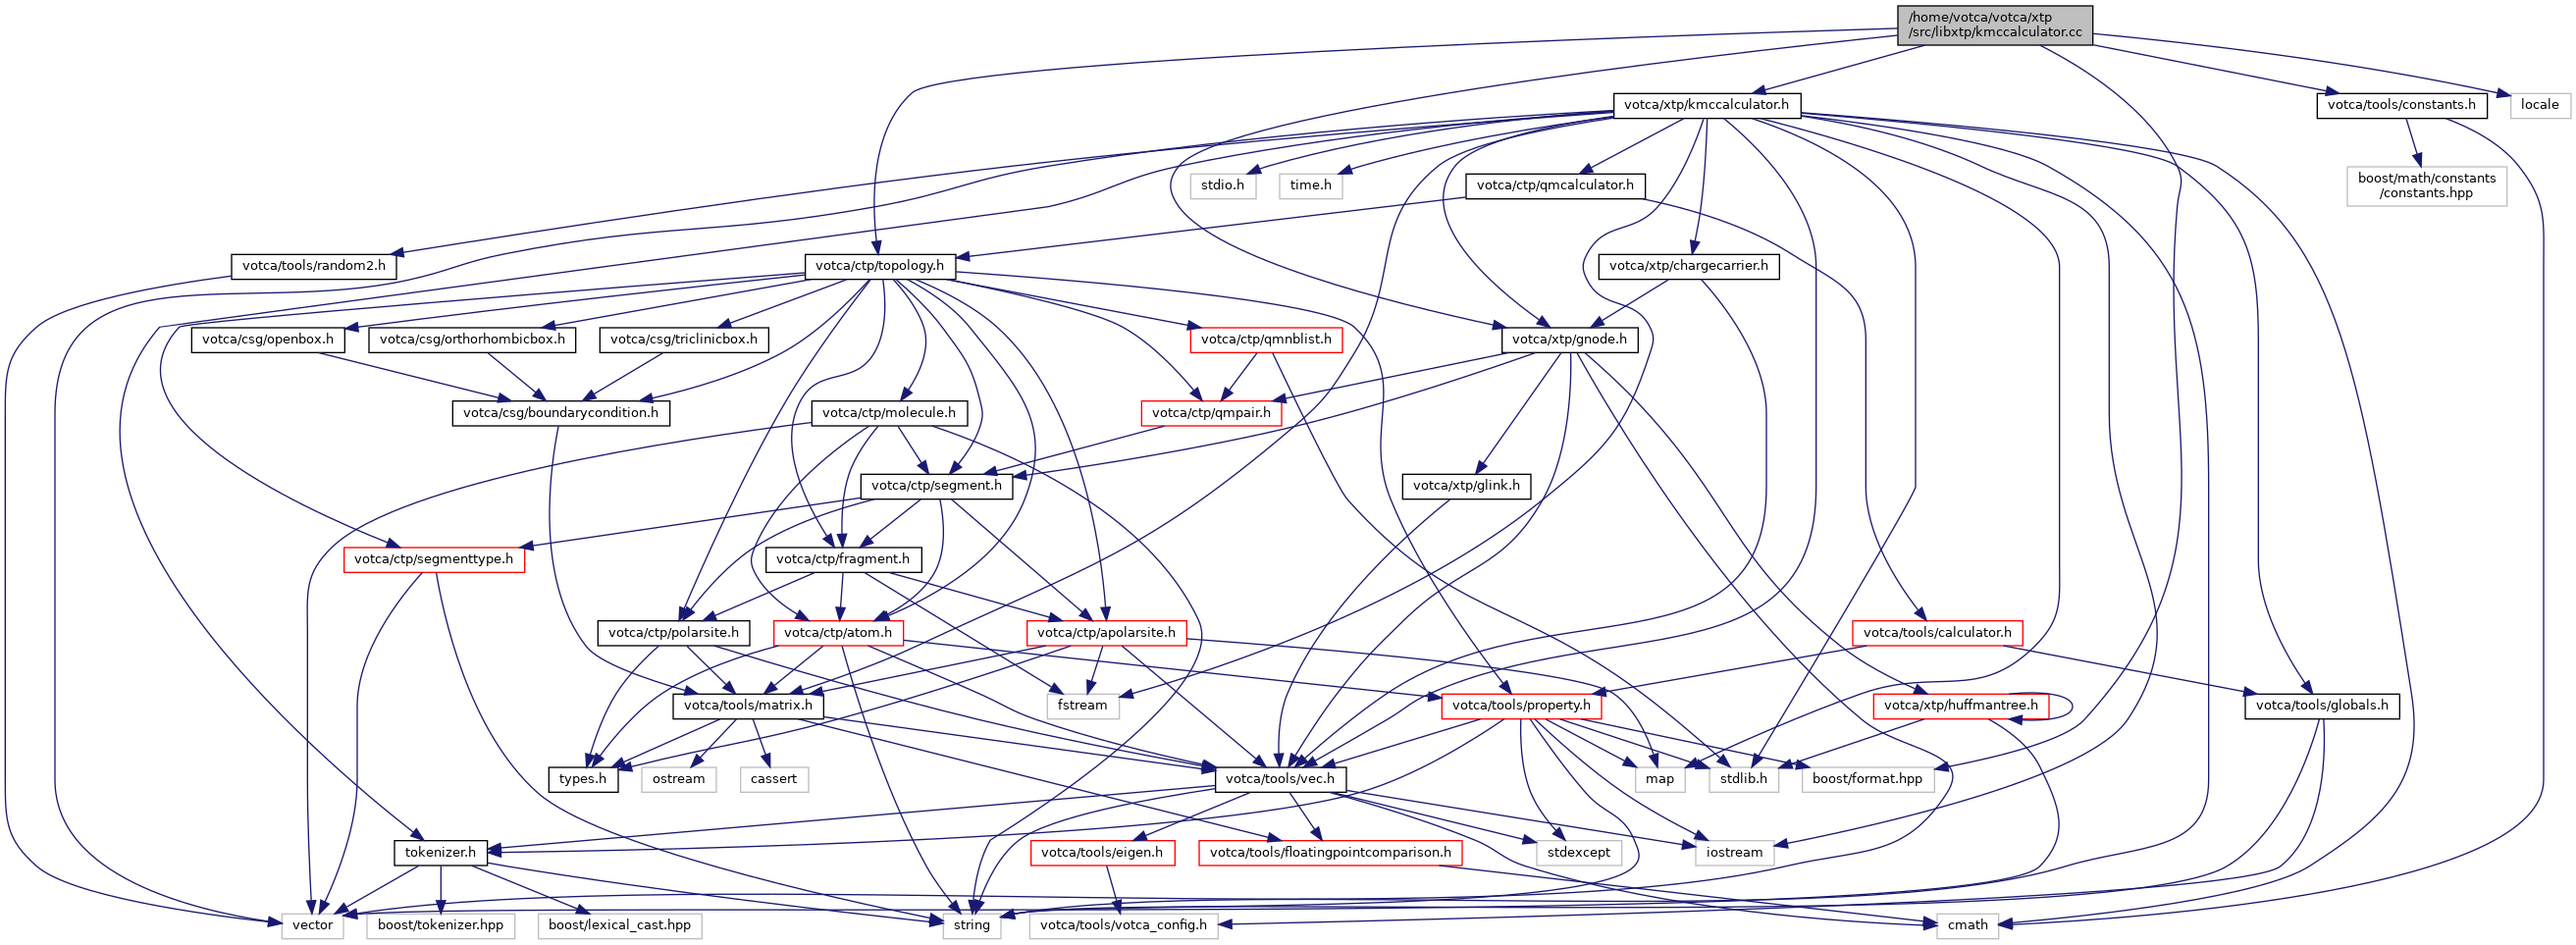 /home/votca/votca/xtp
/src/libxtp/kmccalculator.cc
votca/xtp/kmccalculator.h
votca/tools/constants.h
locale
stdio.h
time.h
votca/ctp/qmcalculator.h
boost/math/constants
/constants.hpp
votca/tools/random2.h
votca/ctp/topology.h
votca/xtp/chargecarrier.h
votca/csg/openbox.h
votca/csg/orthorhombicbox.h
votca/csg/triclinicbox.h
votca/ctp/qmnblist.h
votca/xtp/gnode.h
votca/csg/boundarycondition.h
votca/ctp/molecule.h
votca/ctp/qmpair.h
votca/ctp/segment.h
votca/xtp/glink.h
votca/ctp/segmenttype.h
votca/ctp/fragment.h
votca/ctp/polarsite.h
votca/ctp/atom.h
votca/ctp/apolarsite.h
votca/tools/calculator.h
votca/tools/matrix.h
fstream
votca/tools/property.h
votca/xtp/huffmantree.h
votca/tools/globals.h
types.h
ostream
cassert
votca/tools/vec.h
map
stdlib.h
boost/format.hpp
tokenizer.h
votca/tools/eigen.h
votca/tools/floatingpointcomparison.h
stdexcept
iostream
vector
boost/tokenizer.hpp
boost/lexical_cast.hpp
string
votca/tools/votca_config.h
cmath